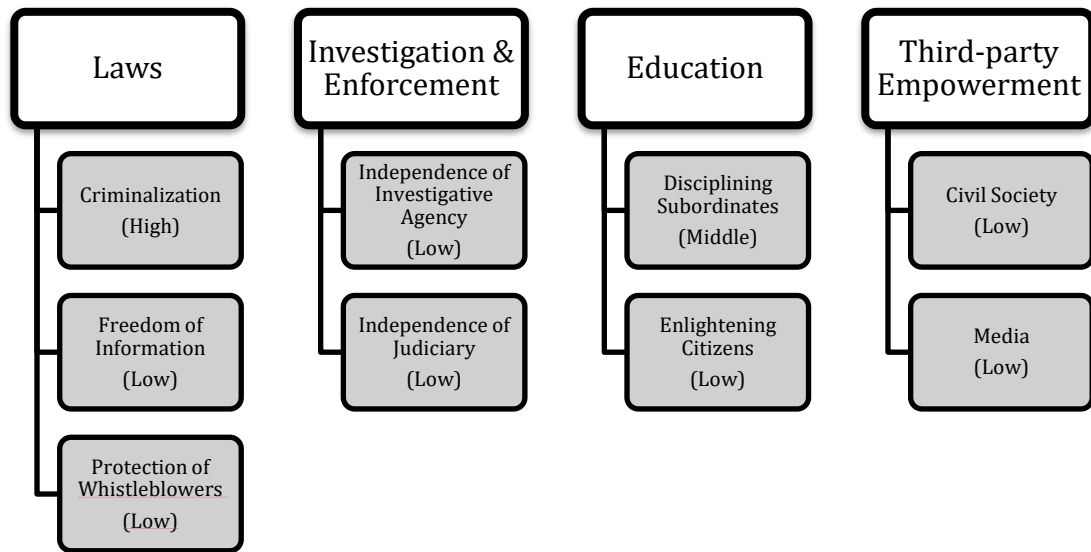 Laws
Criminalization
(High)
Freedom of
Information
(Low)
Protection of
Whistleblowers
(Low)
Investigation &
Enforcement
Independence of
Investigative
Agency
(Low)
Independence of
Judiciary
(Low)
Education
Disciplining
Subordinates
(Middle)
Enlightening
Citizens
(Low)
Third-party
Empowerment
Civil Society
(Low)
Media
(Low)